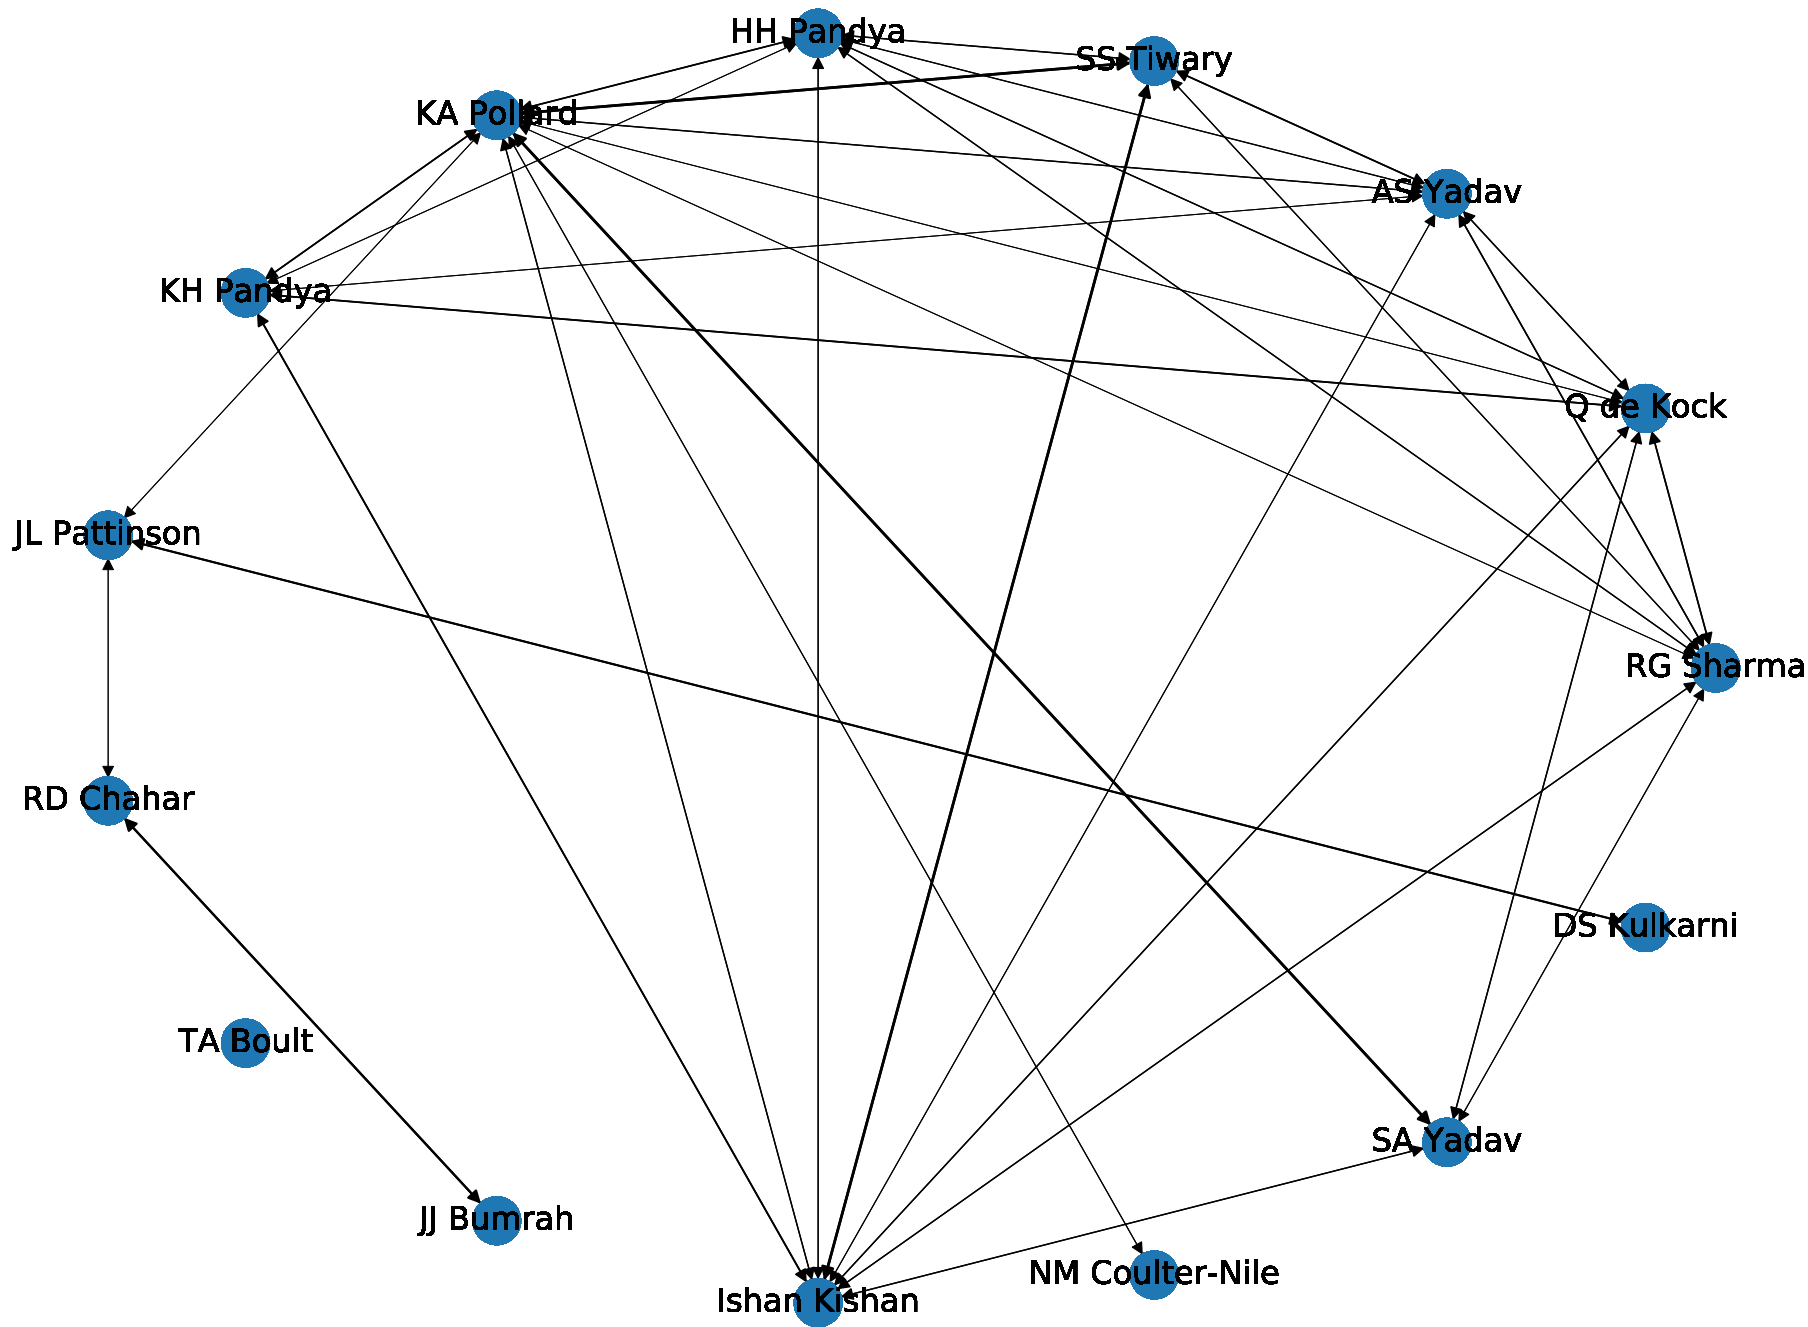 HH Pandya
SS Tiwary
KA Pollard
AS Yadav
KH Pandya
Q de Kock
JL Pattinson
RG Sharma
RD Chahar
DS Kulkarni
TA Boult
SA Yadav
JJ Bumrah
NM Coulter-Nile
Ishan Kishan